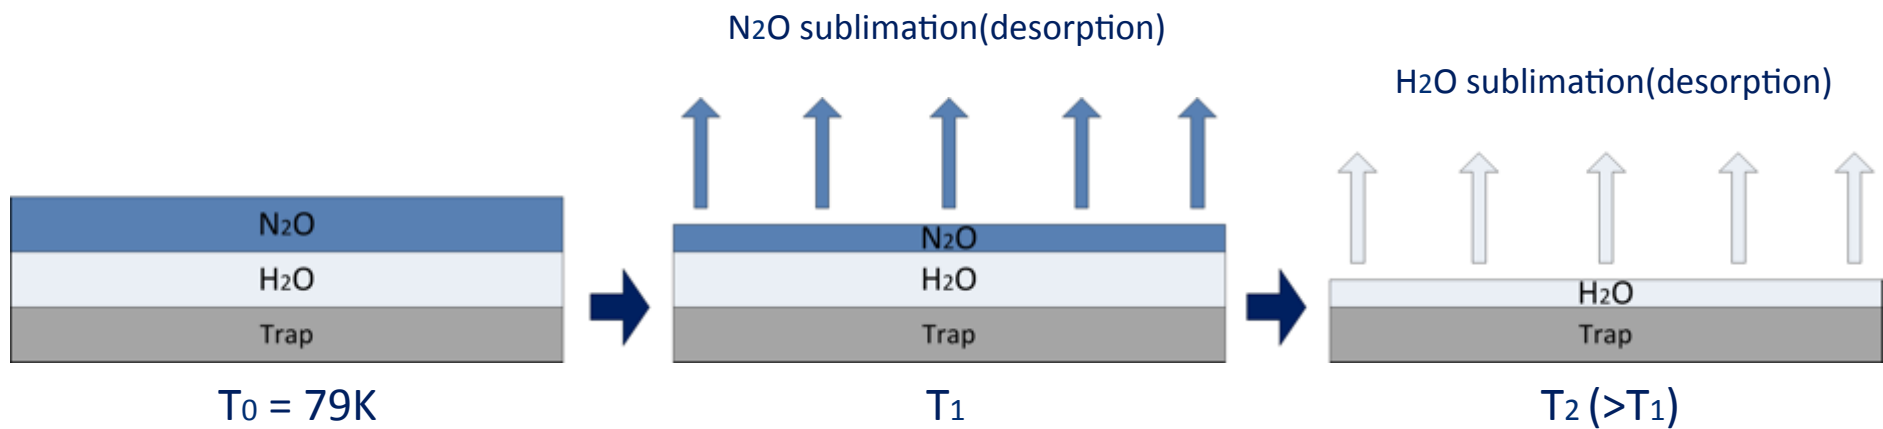 N2O sublimation(desorption)
H2O sublimation(desorption)
N2O
H2O
Trap
T0 = 79K
N2O
H2O
Trap
T1
H2O
Trap
T2 (>T1)